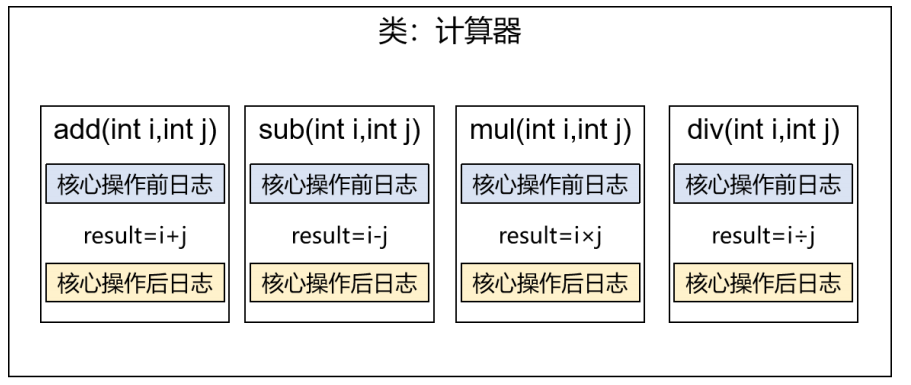 类：计算器
add(int i,int j)
核心操作前日志
result=i+j
核心操作后日志
sub(int i,int j)
核心操作前日志
result=i-j
核心操作后日志
mul(int i,int j)
核心操作前日志
result=i×j
核心操作后日志
div(int i,int j)
核心操作前日志
result=i÷j
核心操作后日志